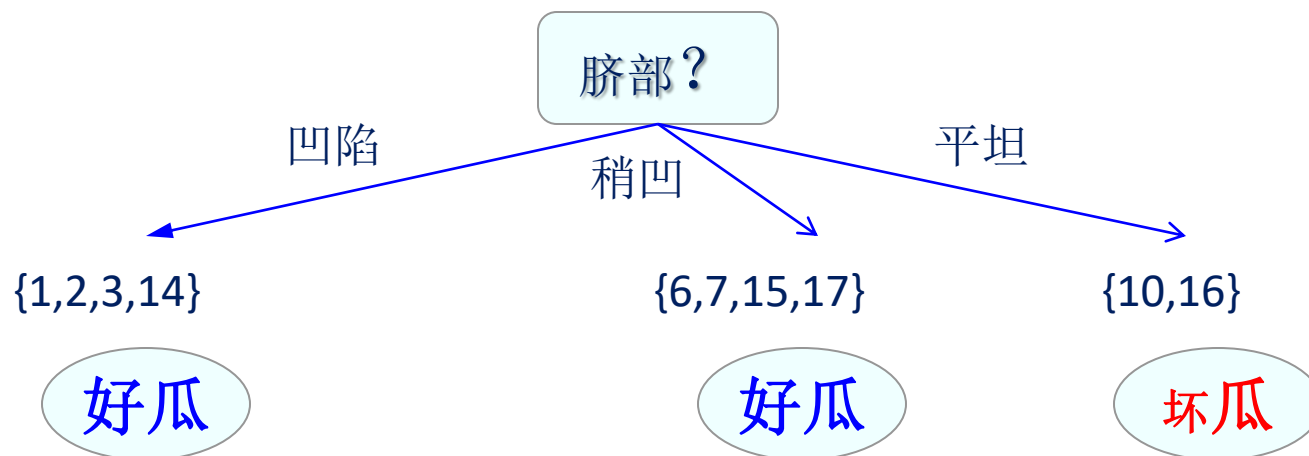 脐部?
凹陷
稍凹
平坦
{1,2,3,14}
{6,7,15,17}
{10,16}
好瓜
好瓜
坏瓜